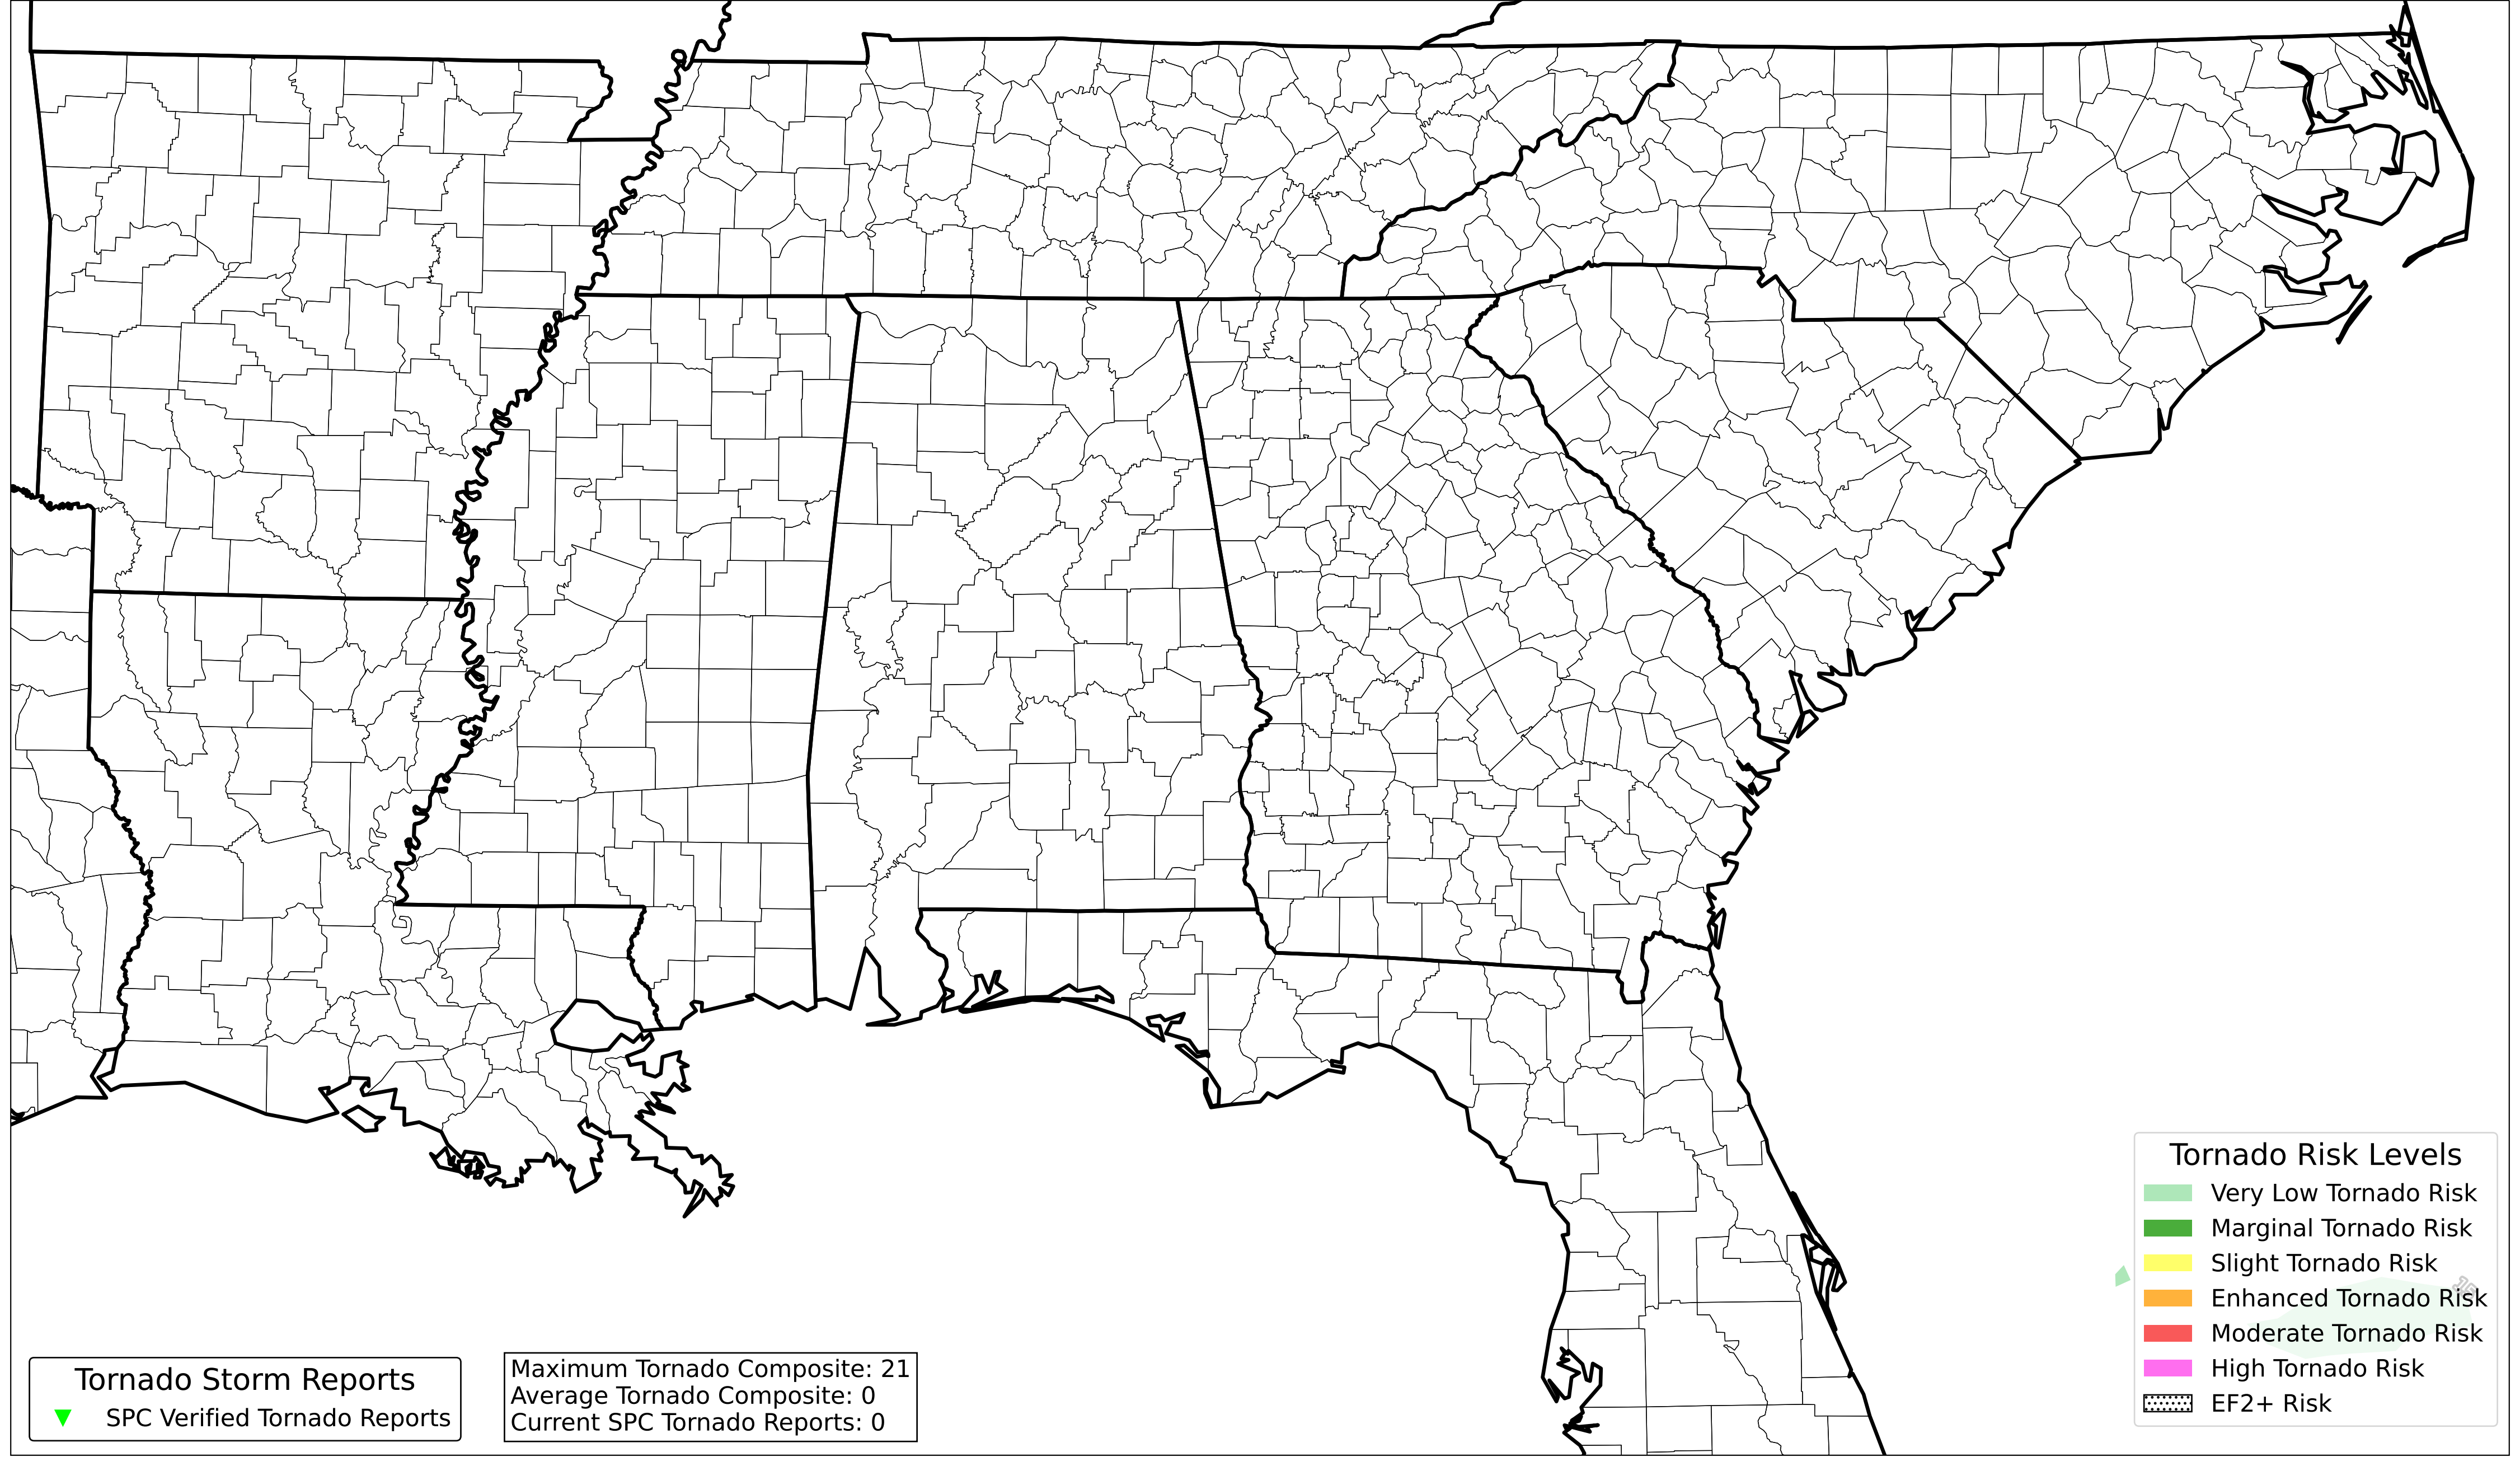 Tornado Risk Levels
Very Low Tornado Risk
Marginal Tornado Risk
Slight Tornado Risk
Enhanced Tornado Risk
Moderate Tornado Risk
High Tornado Risk
EF2+ Risk
Tornado Storm Reports
SPC Verified Tornado Reports
Maximum Tornado Composite: 21
Average Tornado Composite: 0
Current SPC Tornado Reports: 0